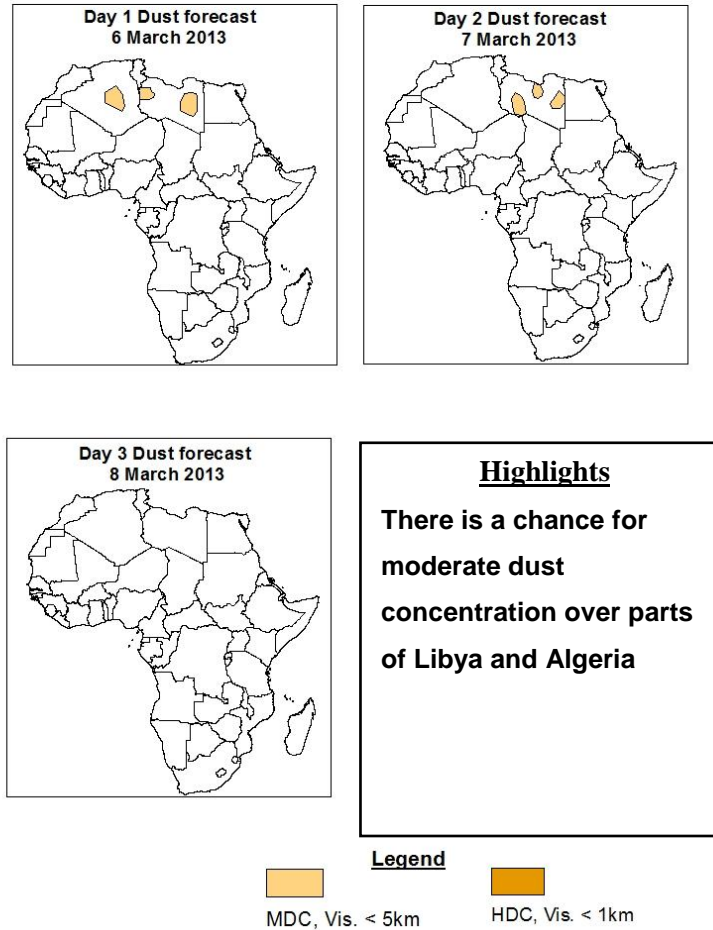 Day 1 Dust forecast
6 March 2013
Day 2 Dust forecast
7 March 2013
Day 3 Dust forecast
8 March 2013
Highlights
There is a chance for
moderate dust
concentration over parts
of Libya and Algeria
Legend
MDC, Vis. < 5km
HDC, Vis. < 1km